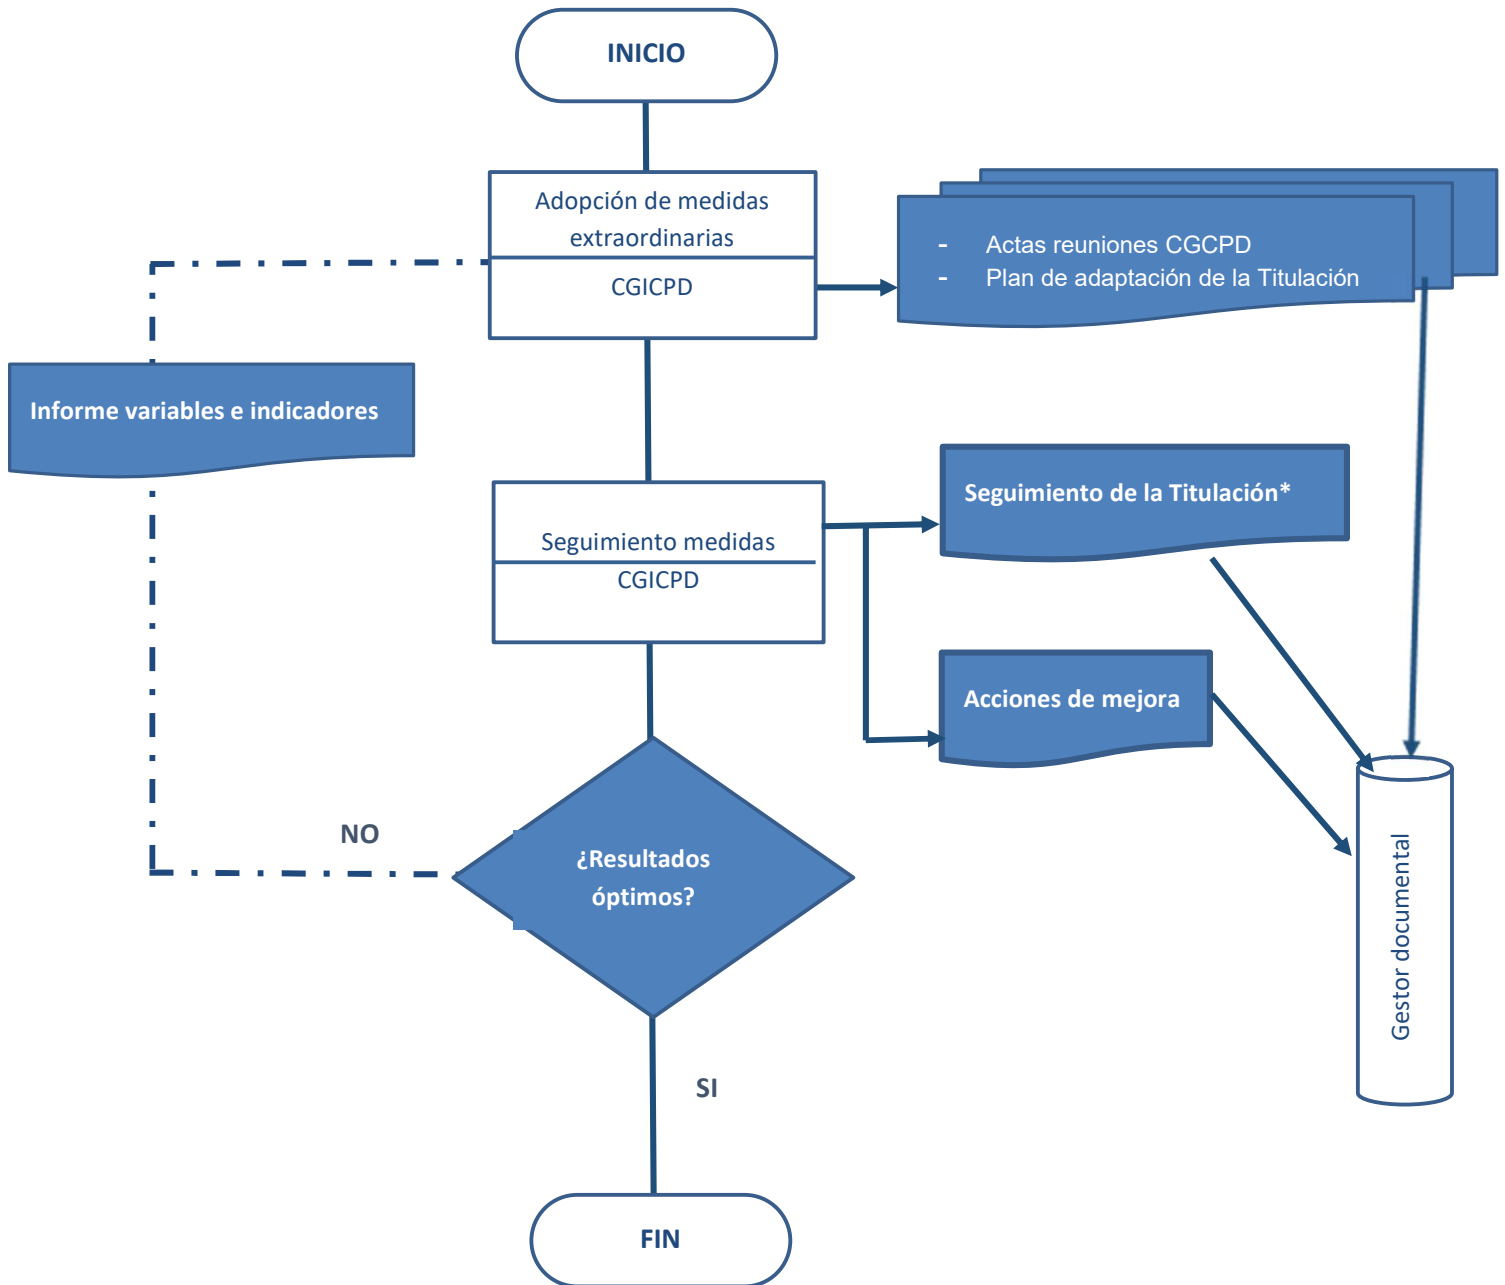 INICIO
Adopción de medidas
extraordinarias
CGICPD
- Actas reuniones CGCPD
- Plan de adaptación de la Titulación
Informe variables e indicadores
Seguimiento medidas
CGICPD
Seguimiento de la Titulación*
Acciones de mejora
NO
¿Resultados
óptimos?
Gestor documental
SI
FIN